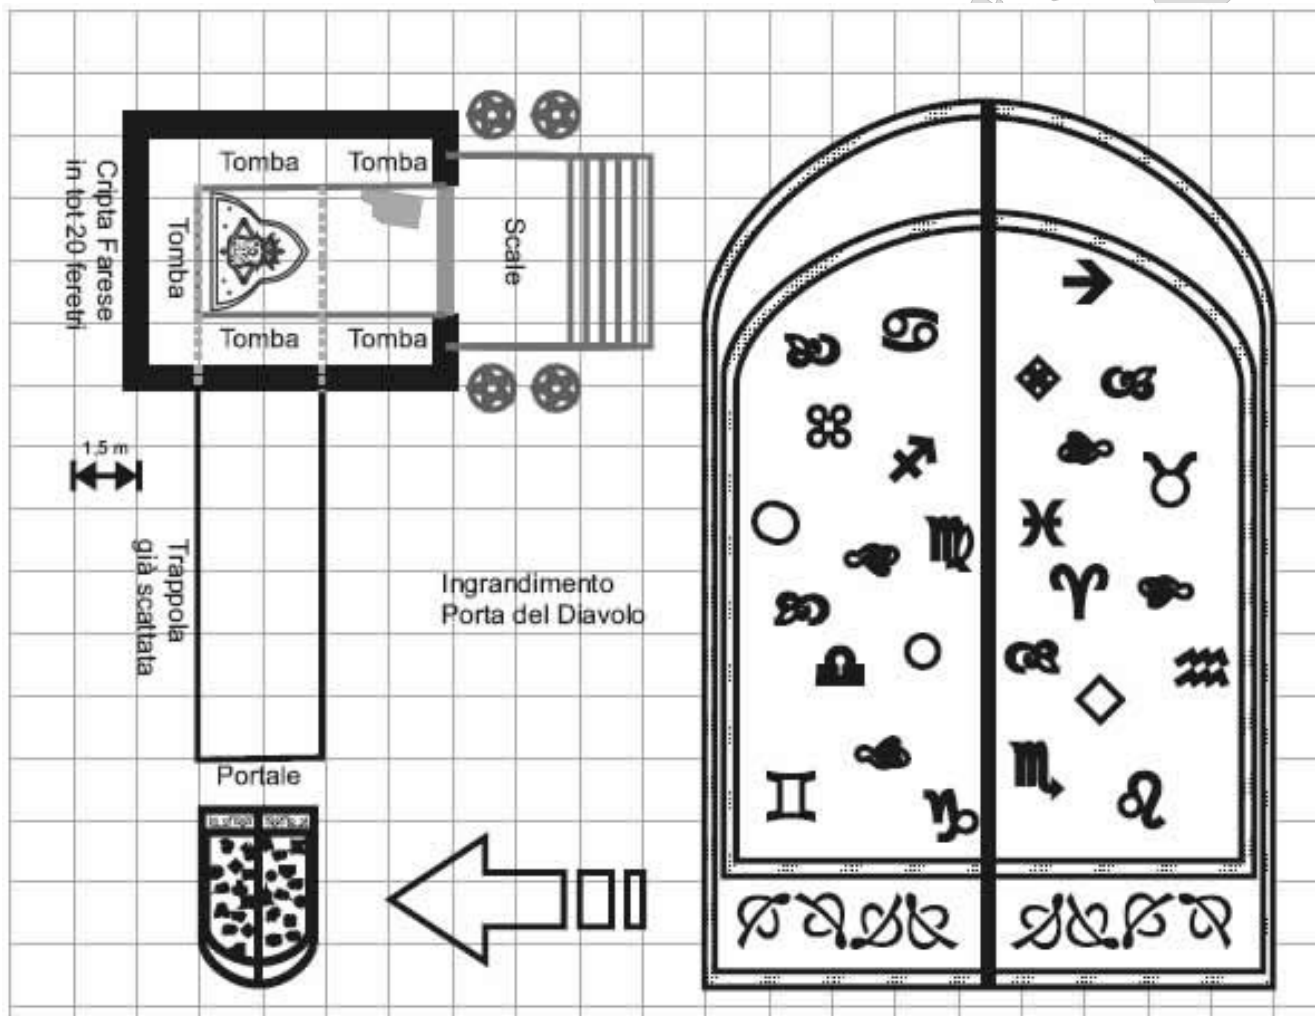 Tomba
Tomba
Cripta Farese
in tot 20 feretri
Tomba
Scale
Tomba
Tomba
1,5 m
Trappola
già scattata
Ingrandimento
Porta del Diavolo
Portale